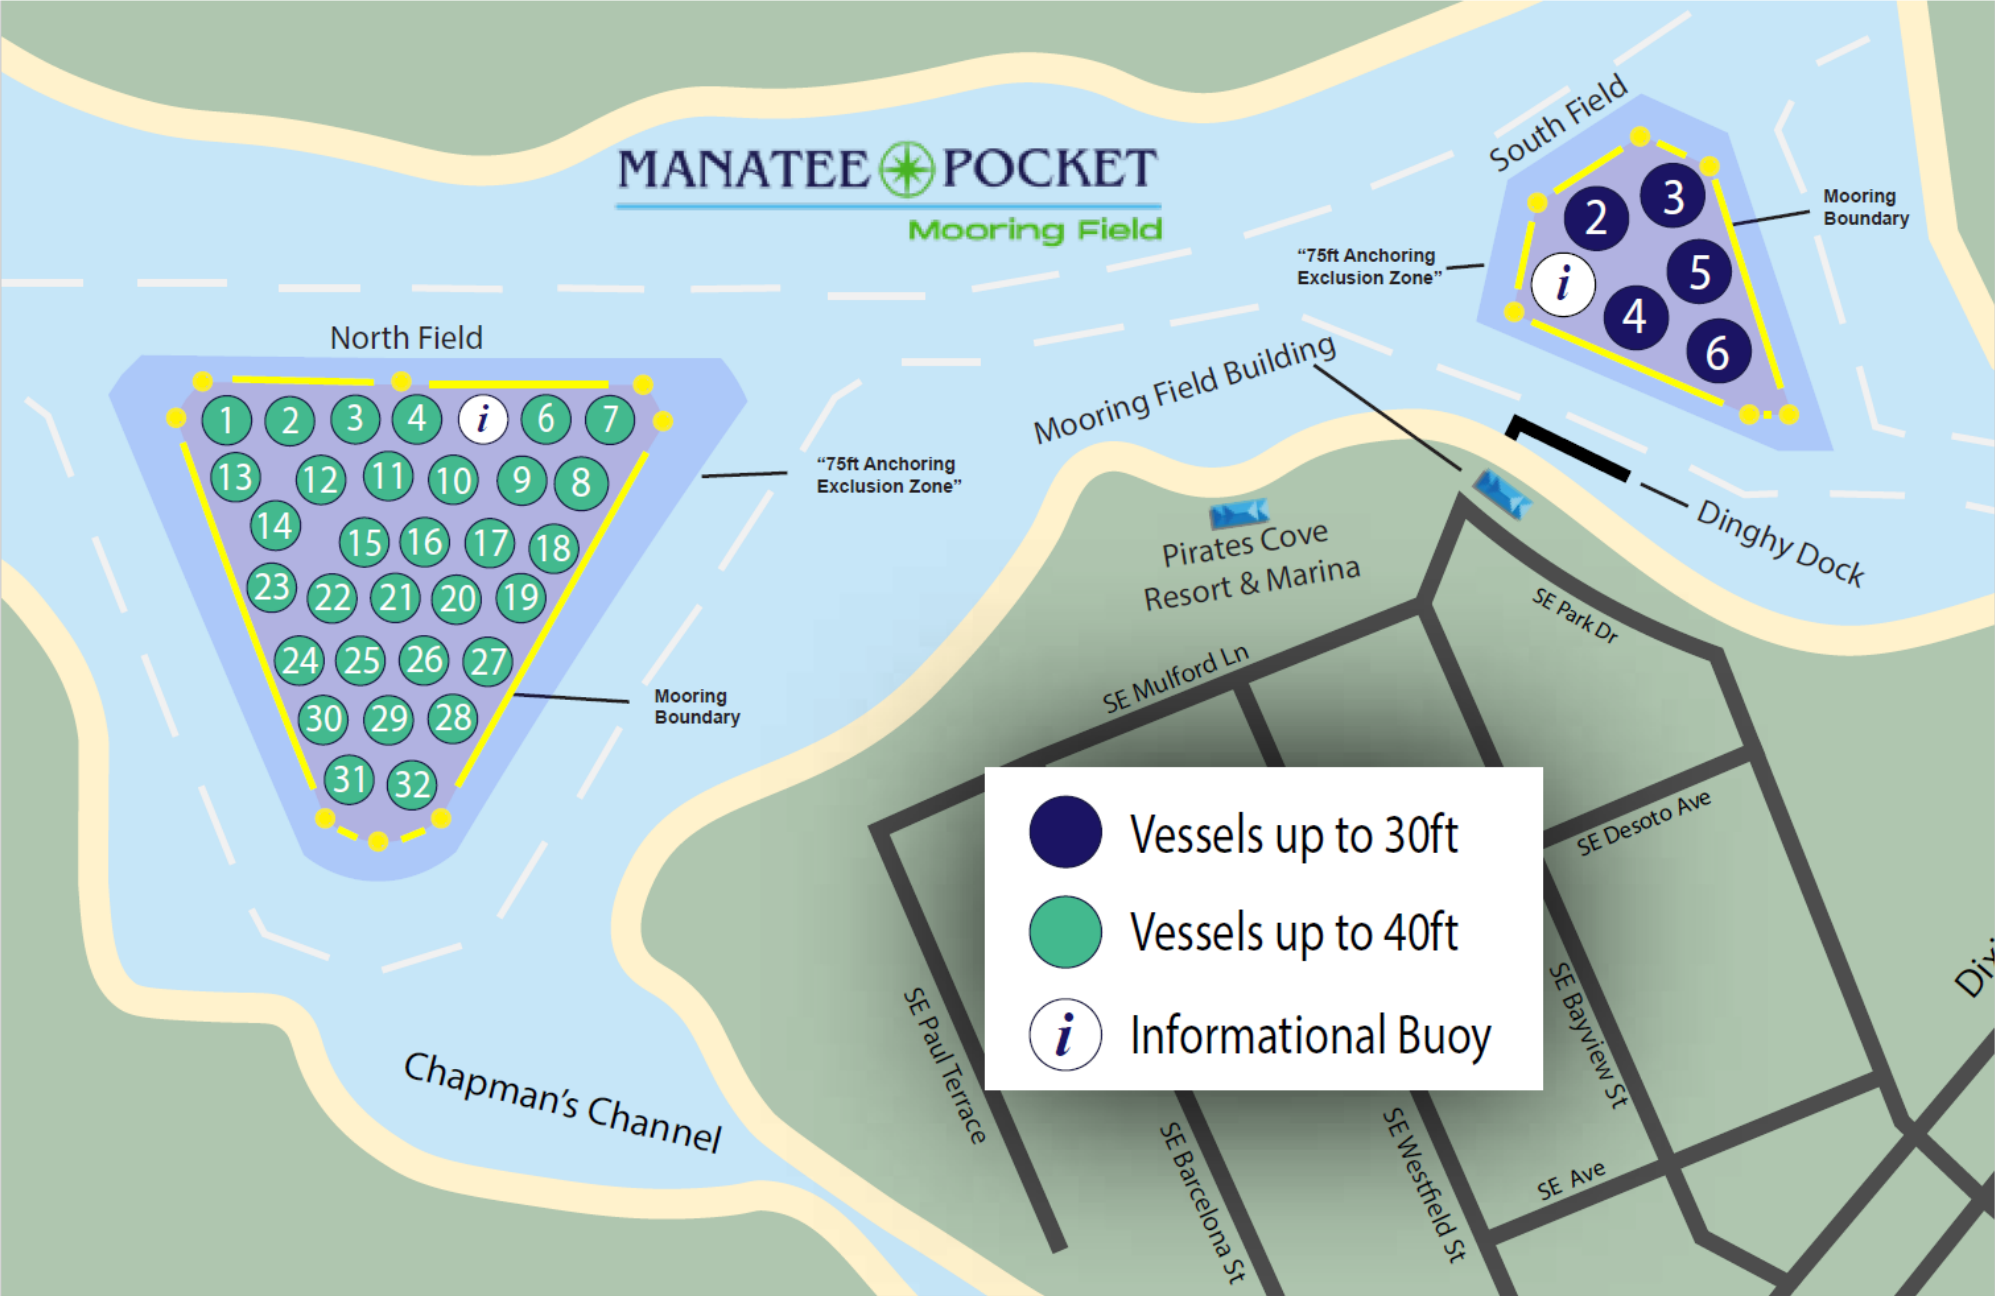 MANATEE POCKET
Mooring Field
South Field
2
3
i
5
4
6
Mooring
Boundary
“75ft Anchoring
Exclusion Zone”
North Field
1 2 3 4 i 6 7
13 12 11 10 9 8
14 15 16 17 18
23 22 21 20 19
24 25 26 27
30 29 28
31 32
“75ft Anchoring
Exclusion Zone”
Mooring
Boundary
Mooring Field Building
Dinghy Dock
Pirates Cove
Resort & Marina
SE Park Dr
SE Mulford Ln
SE Desoto Ave
Vessels up to 30ft
Vessels up to 40ft
i Informational Buoy
SE Paul Terrace
SE Barcelona St
SE Westfield St
SE Bayview St
SE Ave
Chapman’s Channel